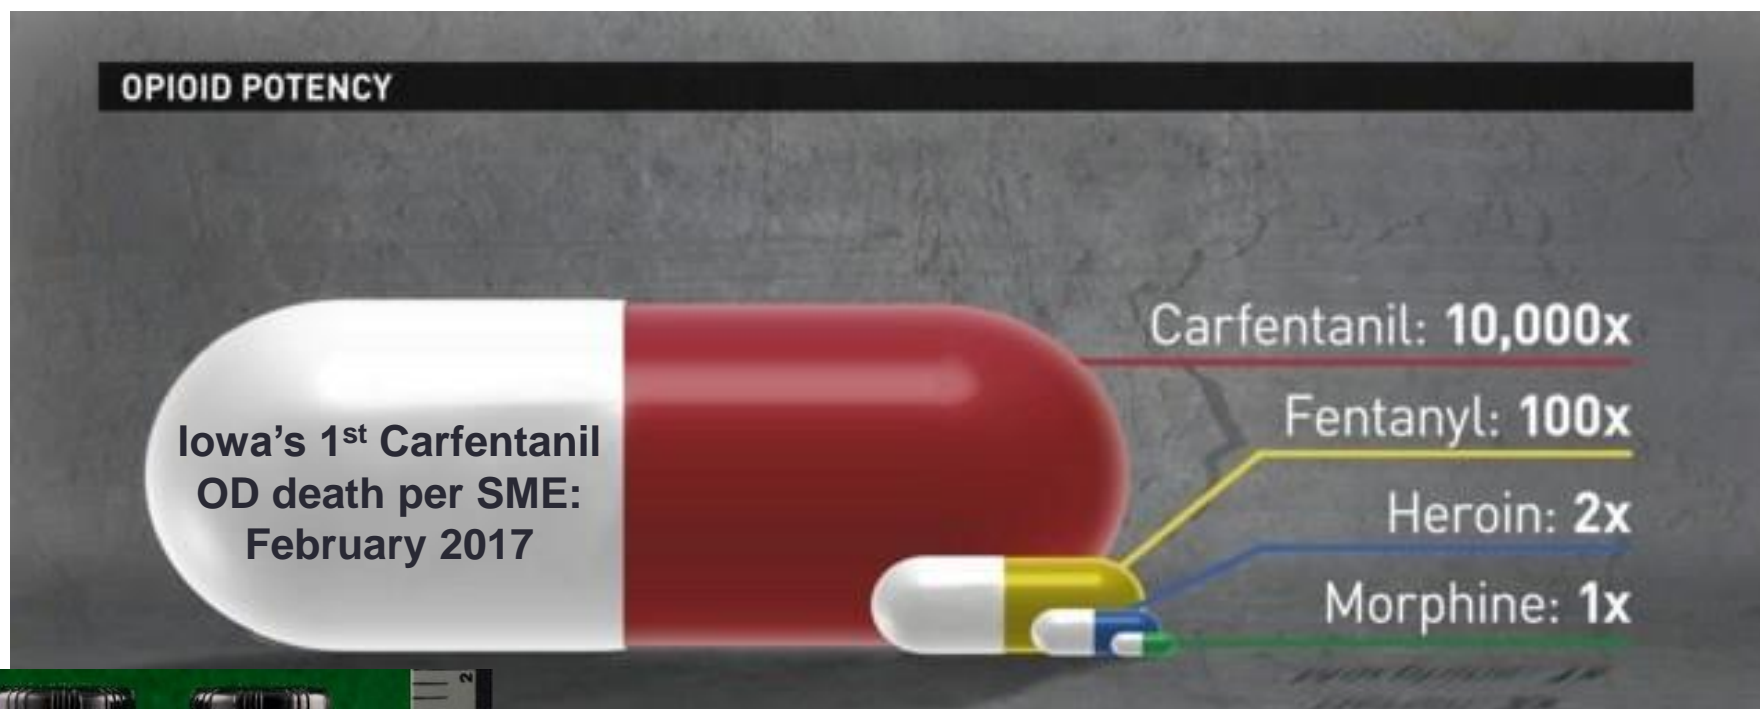 OPIOID POTENCY
Carfentanil: 10,000x
Fentanyl: 100x
Heroin: 2x
Morphine: 1x
Iowa’s 1st Carfentanil
OD death per SME:
February 2017
2